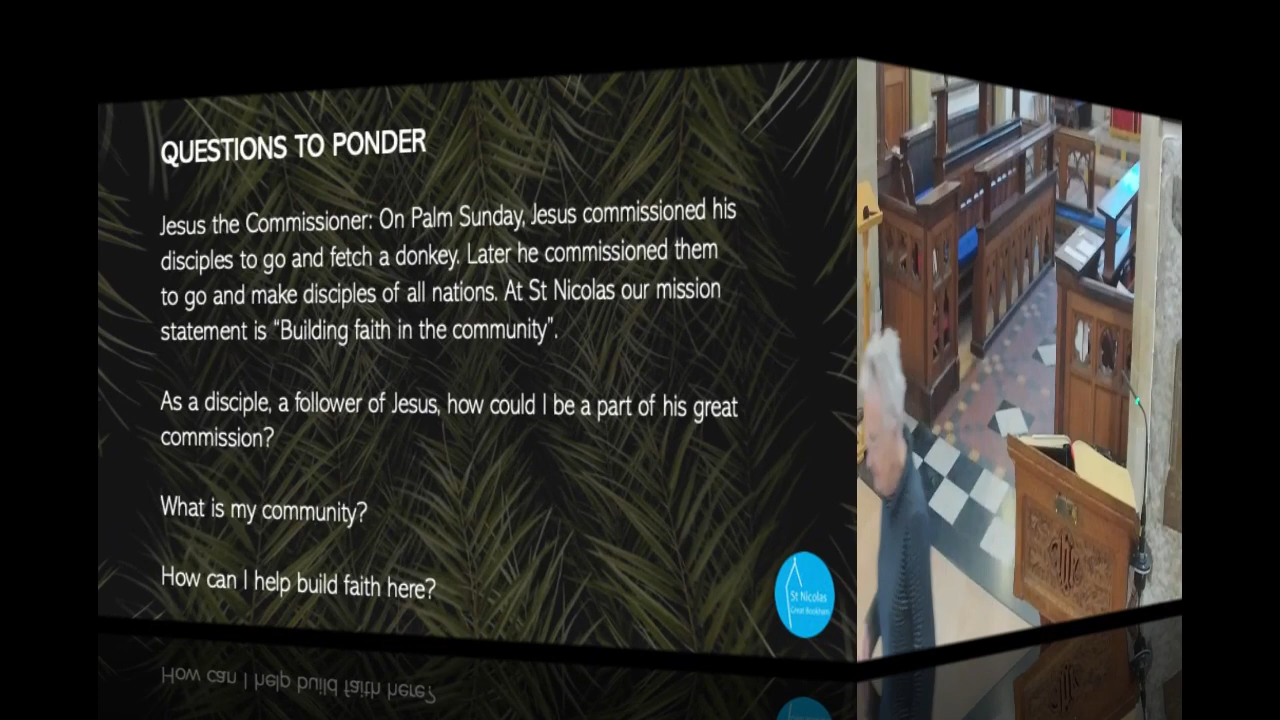 QUESTIONS TO PONDER
Jesus the Commissioner: On Palm Sunday, Jesus commissioned his
disciples to go and fetch a donkey. Later he commissioned them
to go and make disciples of all nations. At St Nicolas our mission
statement is “Building faith in the community”.
As a disciple, a follower of Jesus, how could I be a part of his great
commission?
What is my community?
How can I help build faith here?
St Nicolas
Great Bookham
How can I help build faith here?